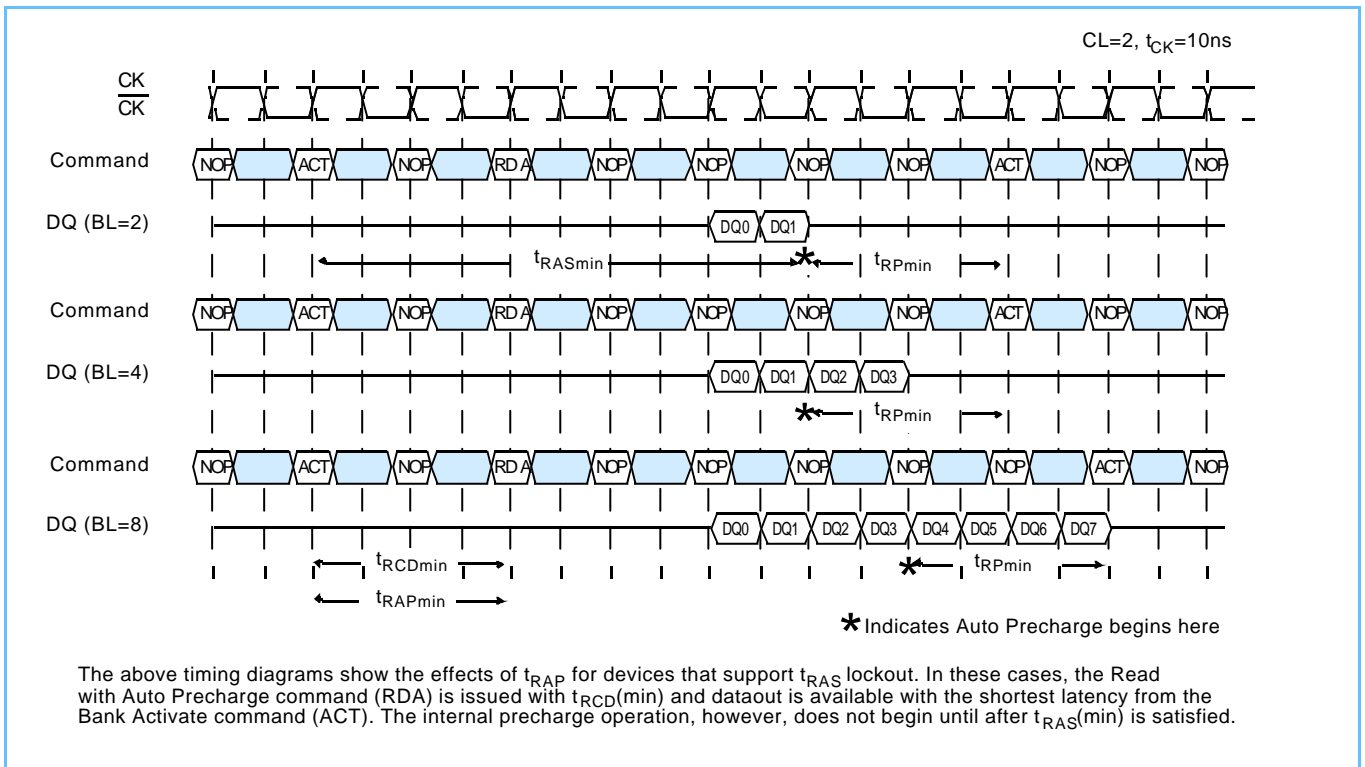 CL=2, tCK=10ns
CK
CK
Command NOP ACT NOP RDA NOP NOP NOP NOP ACT NOP NOP
DQ (BL=2) DQ0 DQ1
tRASmin * tRPmin
Command NOP ACT NOP RDA NOP NOP NOP NOP ACT NOP NOP
DQ (BL=4) DQ0 DQ1 DQ2 DQ3
* tRPmin
Command NOP ACT NOP RDA NOP NOP NOP NOP NOP ACT NOP
DQ (BL=8) DQ0 DQ1 DQ2 DQ3 DQ4 DQ5 DQ6 DQ7
tRCDmin * tRPmin
tRAPmin
* Indicates Auto Precharge begins here
The above timing diagrams show the effects of tRAP for devices that support tRAS lockout. In these cases, the Read
with Auto Precharge command (RDA) is issued with tRCD(min) and dataout is available with the shortest latency from the
Bank Activate command (ACT). The internal precharge operation, however, does not begin until after tRAS(min) is satisfied.